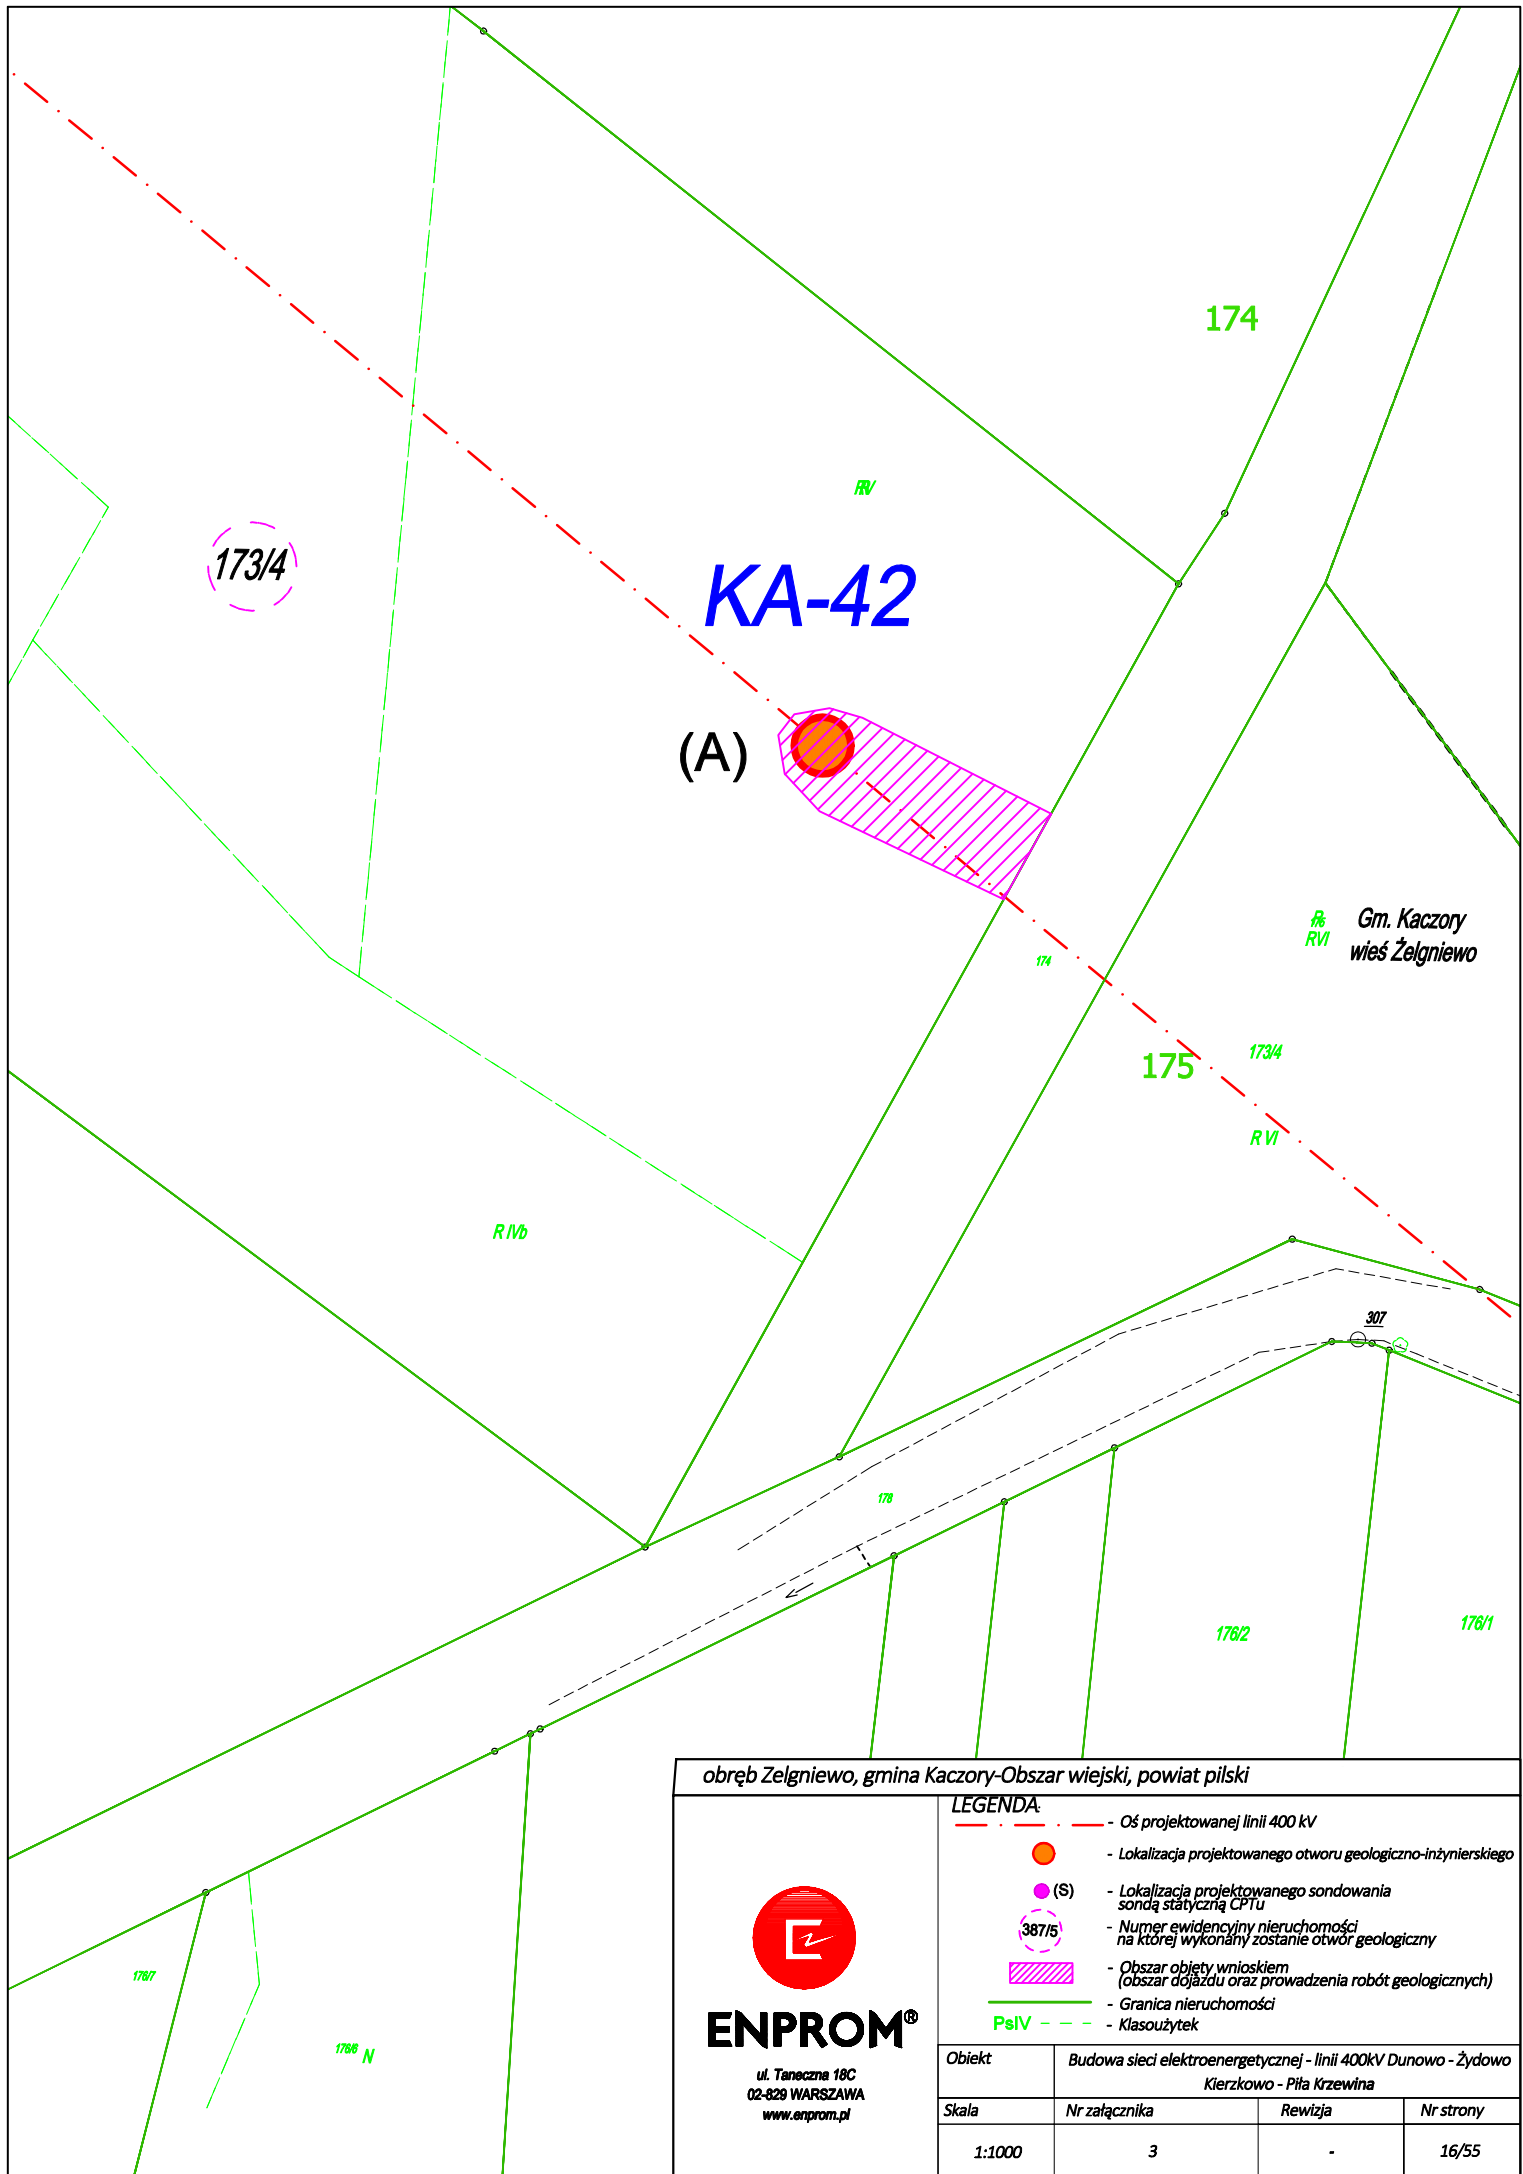 174
173/4
KA-42
(A)
RVI
Gm. Kaczory
wieś Żelgniewo
174
175
173/4
R VI
R IVb
307
178
176/2
176/1
176/7
176/6 N
obręb Zelgniewo, gmina Kaczory-Obszar wiejski, powiat pilski
LEGENDA:
- Oś projektowanej linii 400 kV
- Lokalizacja projektowanego otworu geologiczno-inżynierskiego
(S) - Lokalizacja projektowanego sondowania
sondą statyczną CPTu
387/5 - Numer ewidencyjny nieruchomości
na której wykonany zostanie otwór geologiczny
- Obszar objęty wnioskiem
(obszar dojazdu oraz prowadzenia robót geologicznych)
- Granica nieruchomości
PsIV - Klasoużytek
ENPROM®
ul. Taneczna 18C
02-829 WARSZAWA
www.enprom.pl
Obiekt
Budowa sieci elektroenergetycznej - linii 400kV Dunowo - Żydowo
Kierzkowo - Piła Krzewina
Skala Nr załącznika Rewizja Nr strony
1:1000 3 - 16/55